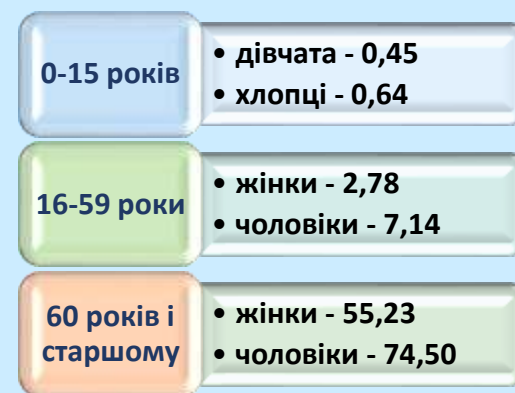 0-15 років
• дівчата - 0,45
• хлопці - 0,64
16-59 роки
• жінки - 2,78
• чоловіки - 7,14
60 років і
старшому
• жінки - 55,23
• чоловіки - 74,50